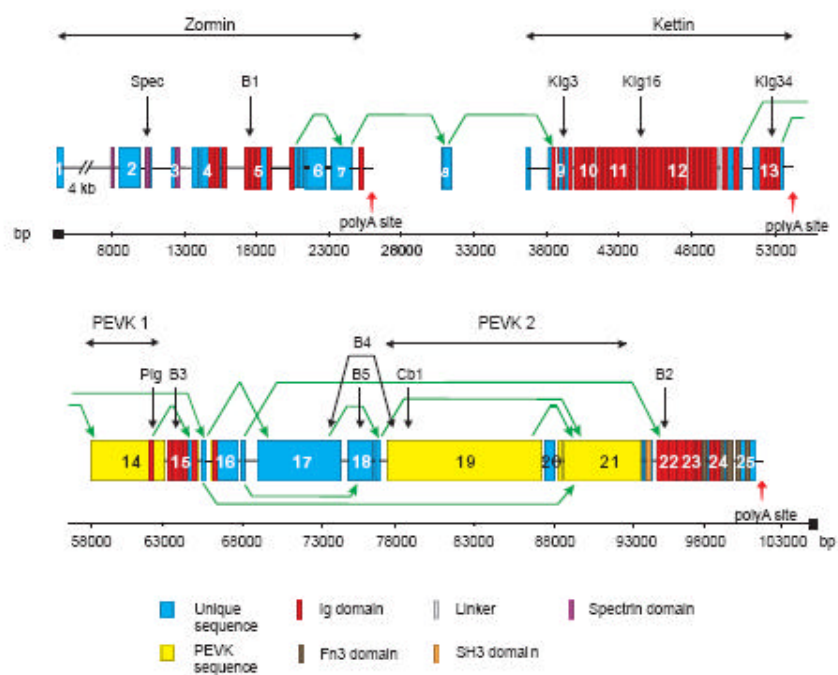 Zormin Kettin
Spec B1 KIg3 KIg16 KIg34
1 2 3 4 5 6 7 8 9 10 11 12 13
4 kb
polyA site polyA site
bp
8000 13000 18000 23000 28000 33000 38000 43000 48000 53000
PEVK 1 B4 PEVK 2
PIg B3 B5 Cb1 B2
14 15 16 17 18 19 20 21 22 23 24 25
polyA site
58000 63000 68000 73000 78000 83000 88000 93000 98000 103000 bp
Unique Ig domain Linker Spectrin domain
sequence
PEVK Fn3 domain SH3 domain
sequence